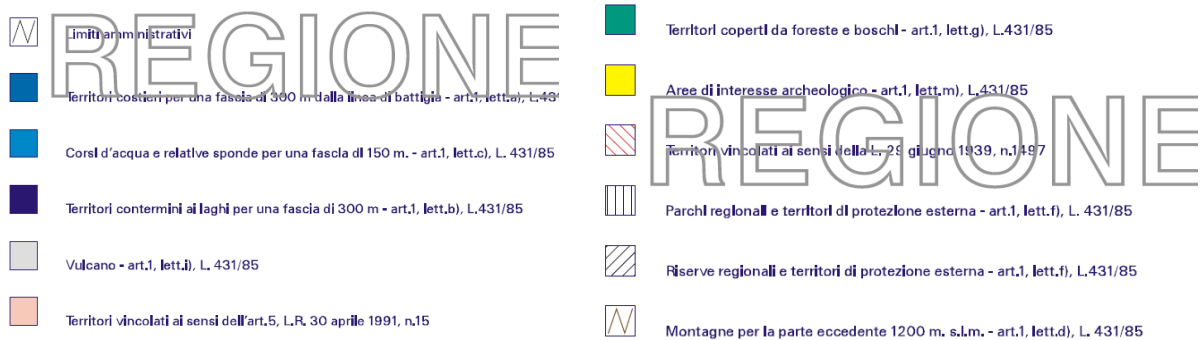 REGIONE
Limiti amministrativi
Territori costieri per una fascia di 300 m dalla linea di battigia - art.1, lett.a), L.431
Corsi d'acqua e relative sponde per una fascia di 150 m. - art.1, lett.c), L. 431/85
Territori contermini ai laghi per una fascia di 300 m - art.1, lett.b), L.431/85
Vulcano - art.1, lett.i), L. 431/85
Territori vincolati ai sensi dell'art.5, L.R. 30 aprile 1991, n.15
Territori coperti da foreste e boschi - art.1, lett.g), L.431/85
Aree di interesse archeologico - art.1, lett.m), L.431/85
REGIONE
Territori vincolati ai sensi della L. 29 giugno 1939, n.1497
Parchi regionali e territori di protezione esterna - art.1, lett.f), L. 431/85
Riserve regionali e territori di protezione esterna - art.1, lett.f), L.431/85
Montagne per la parte eccedente 1200 m. s.l.m. - art.1, lett.d), L. 431/85